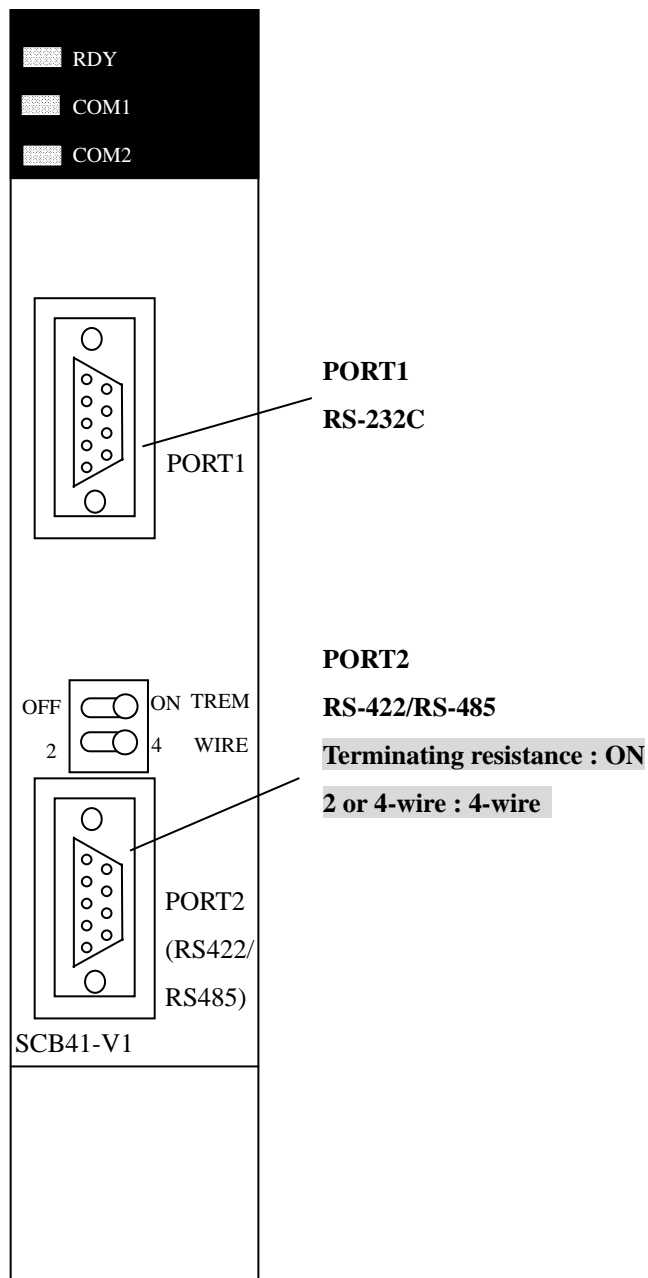 RDY
COM1
COM2
PORT1
RS-232C
PORT1
PORT2
RS-422/RS-485
Terminating resistance : ON
2 or 4-wire : 4-wire
OFF ON TREM
2 4 WIRE
PORT2
(RS422/
RS485)
SCB41-V1